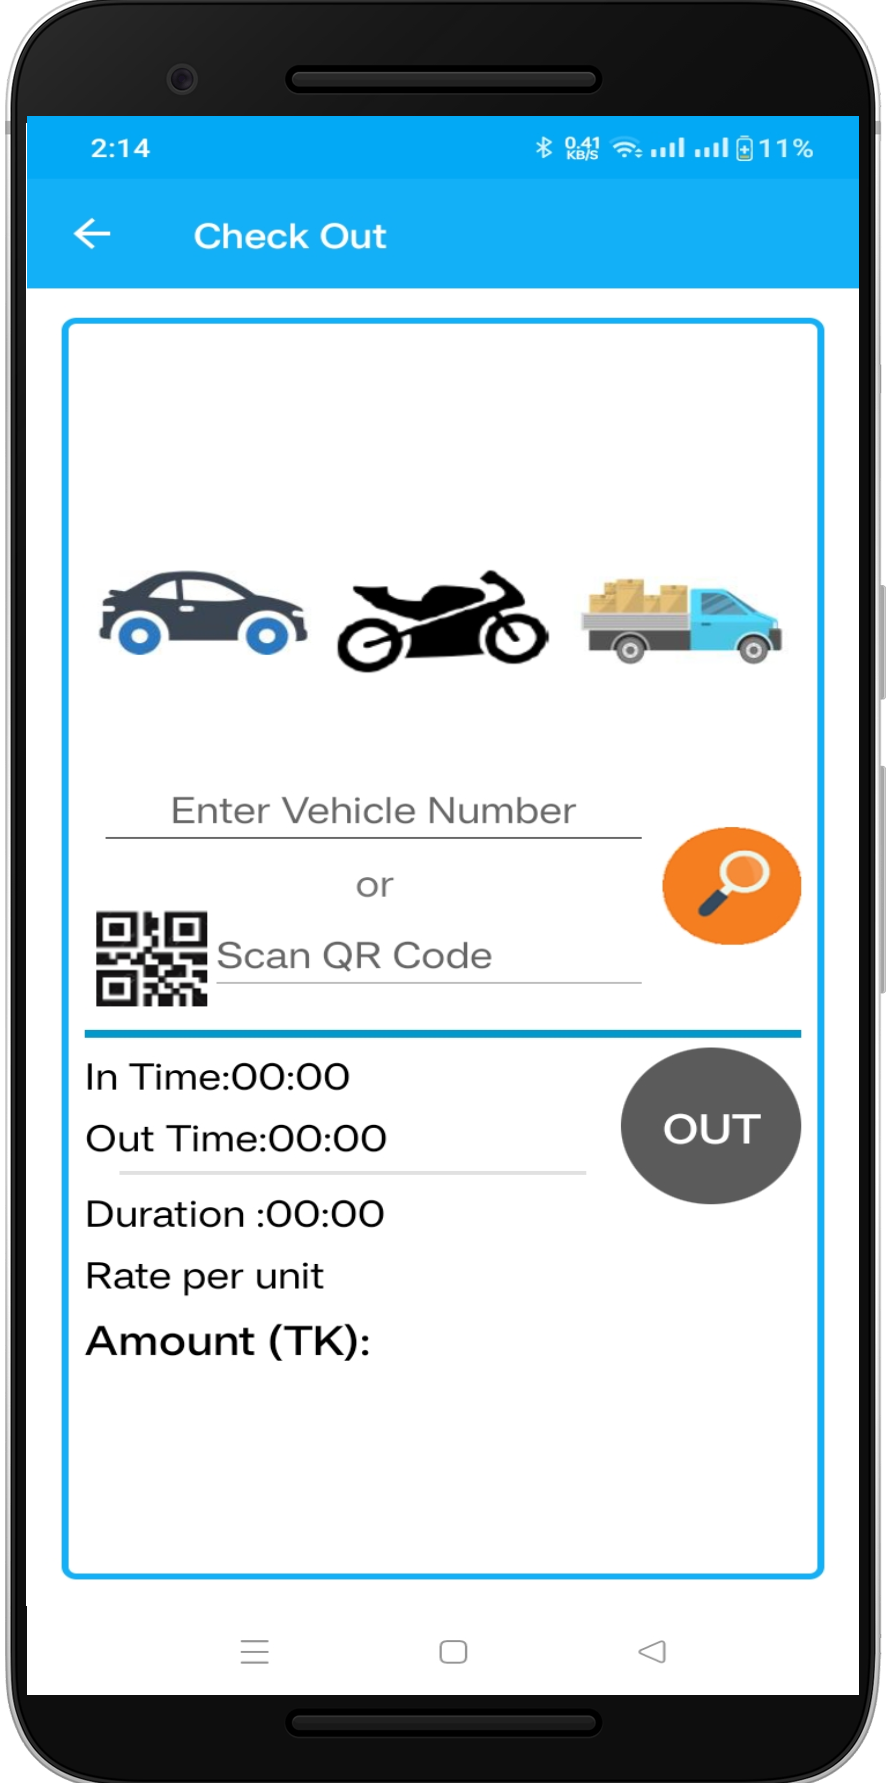 2:14 0.41 KB/S 11%
Check Out
Enter Vehicle Number
or
Scan QR Code
In Time:00:00
Out Time:00:00
OUT
Duration :00:00
Rate per unit
Amount (TK):